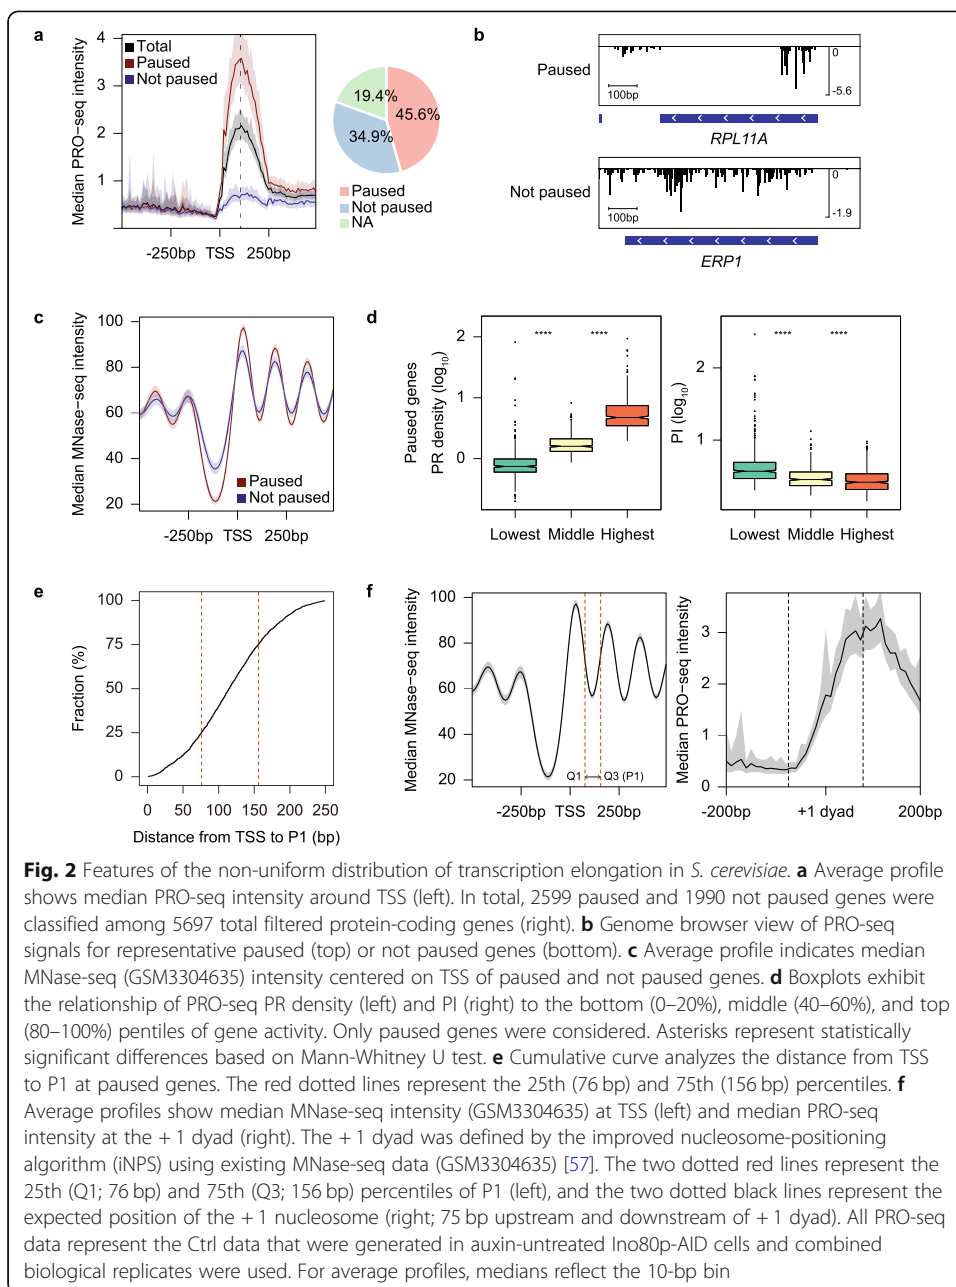 a
Median PRO-seq intensity
4
3
2
1
Total
Paused
Not paused
-250bp TSS 250bp
19.4%
45.6%
34.9%
Paused
Not paused
NA
b
Paused
100bp
0
-5.6
RPL11A
Not paused
100bp
0
-1.9
ERP1
c
Median MNase-seq intensity
100
80
60
40
20
Paused
Not paused
-250bp TSS 250bp
d
Paused genes
PR density (log10)
2
1
0
**** ****
Lowest Middle Highest
PI (log10)
2
1
**** ****
Lowest Middle Highest
e
Fraction (%)
100
75
50
25
0
0 50 100 150 200 250
Distance from TSS to P1 (bp)
f
Median MNase-seq intensity
100
80
60
40
20
Q1 Q3 (P1)
-250bp TSS 250bp
Median PRO-seq intensity
3
2
1
0
-200bp +1 dyad 200bp
Fig. 2 Features of the non-uniform distribution of transcription elongation in S. cerevisiae. a Average profile
shows median PRO-seq intensity around TSS (left). In total, 2599 paused and 1990 not paused genes were
classified among 5697 total filtered protein-coding genes (right). b Genome browser view of PRO-seq
signals for representative paused (top) or not paused genes (bottom). c Average profile indicates median
MNase-seq (GSM3304635) intensity centered on TSS of paused and not paused genes. d Boxplots exhibit
the relationship of PRO-seq PR density (left) and PI (right) to the bottom (0–20%), middle (40–60%), and top
(80–100%) pentiles of gene activity. Only paused genes were considered. Asterisks represent statistically
significant differences based on Mann-Whitney U test. e Cumulative curve analyzes the distance from TSS
to P1 at paused genes. The red dotted lines represent the 25th (76 bp) and 75th (156 bp) percentiles. f
Average profiles show median MNase-seq intensity (GSM3304635) at TSS (left) and median PRO-seq
intensity at the + 1 dyad (right). The + 1 dyad was defined by the improved nucleosome-positioning
algorithm (iNPS) using existing MNase-seq data (GSM3304635) [57]. The two dotted red lines represent the
25th (Q1; 76 bp) and 75th (Q3; 156 bp) percentiles of P1 (left), and the two dotted black lines represent the
expected position of the + 1 nucleosome (right; 75 bp upstream and downstream of + 1 dyad). All PRO-seq
data represent the Ctrl data that were generated in auxin-untreated Ino80p-AID cells and combined
biological replicates were used. For average profiles, medians reflect the 10-bp bin